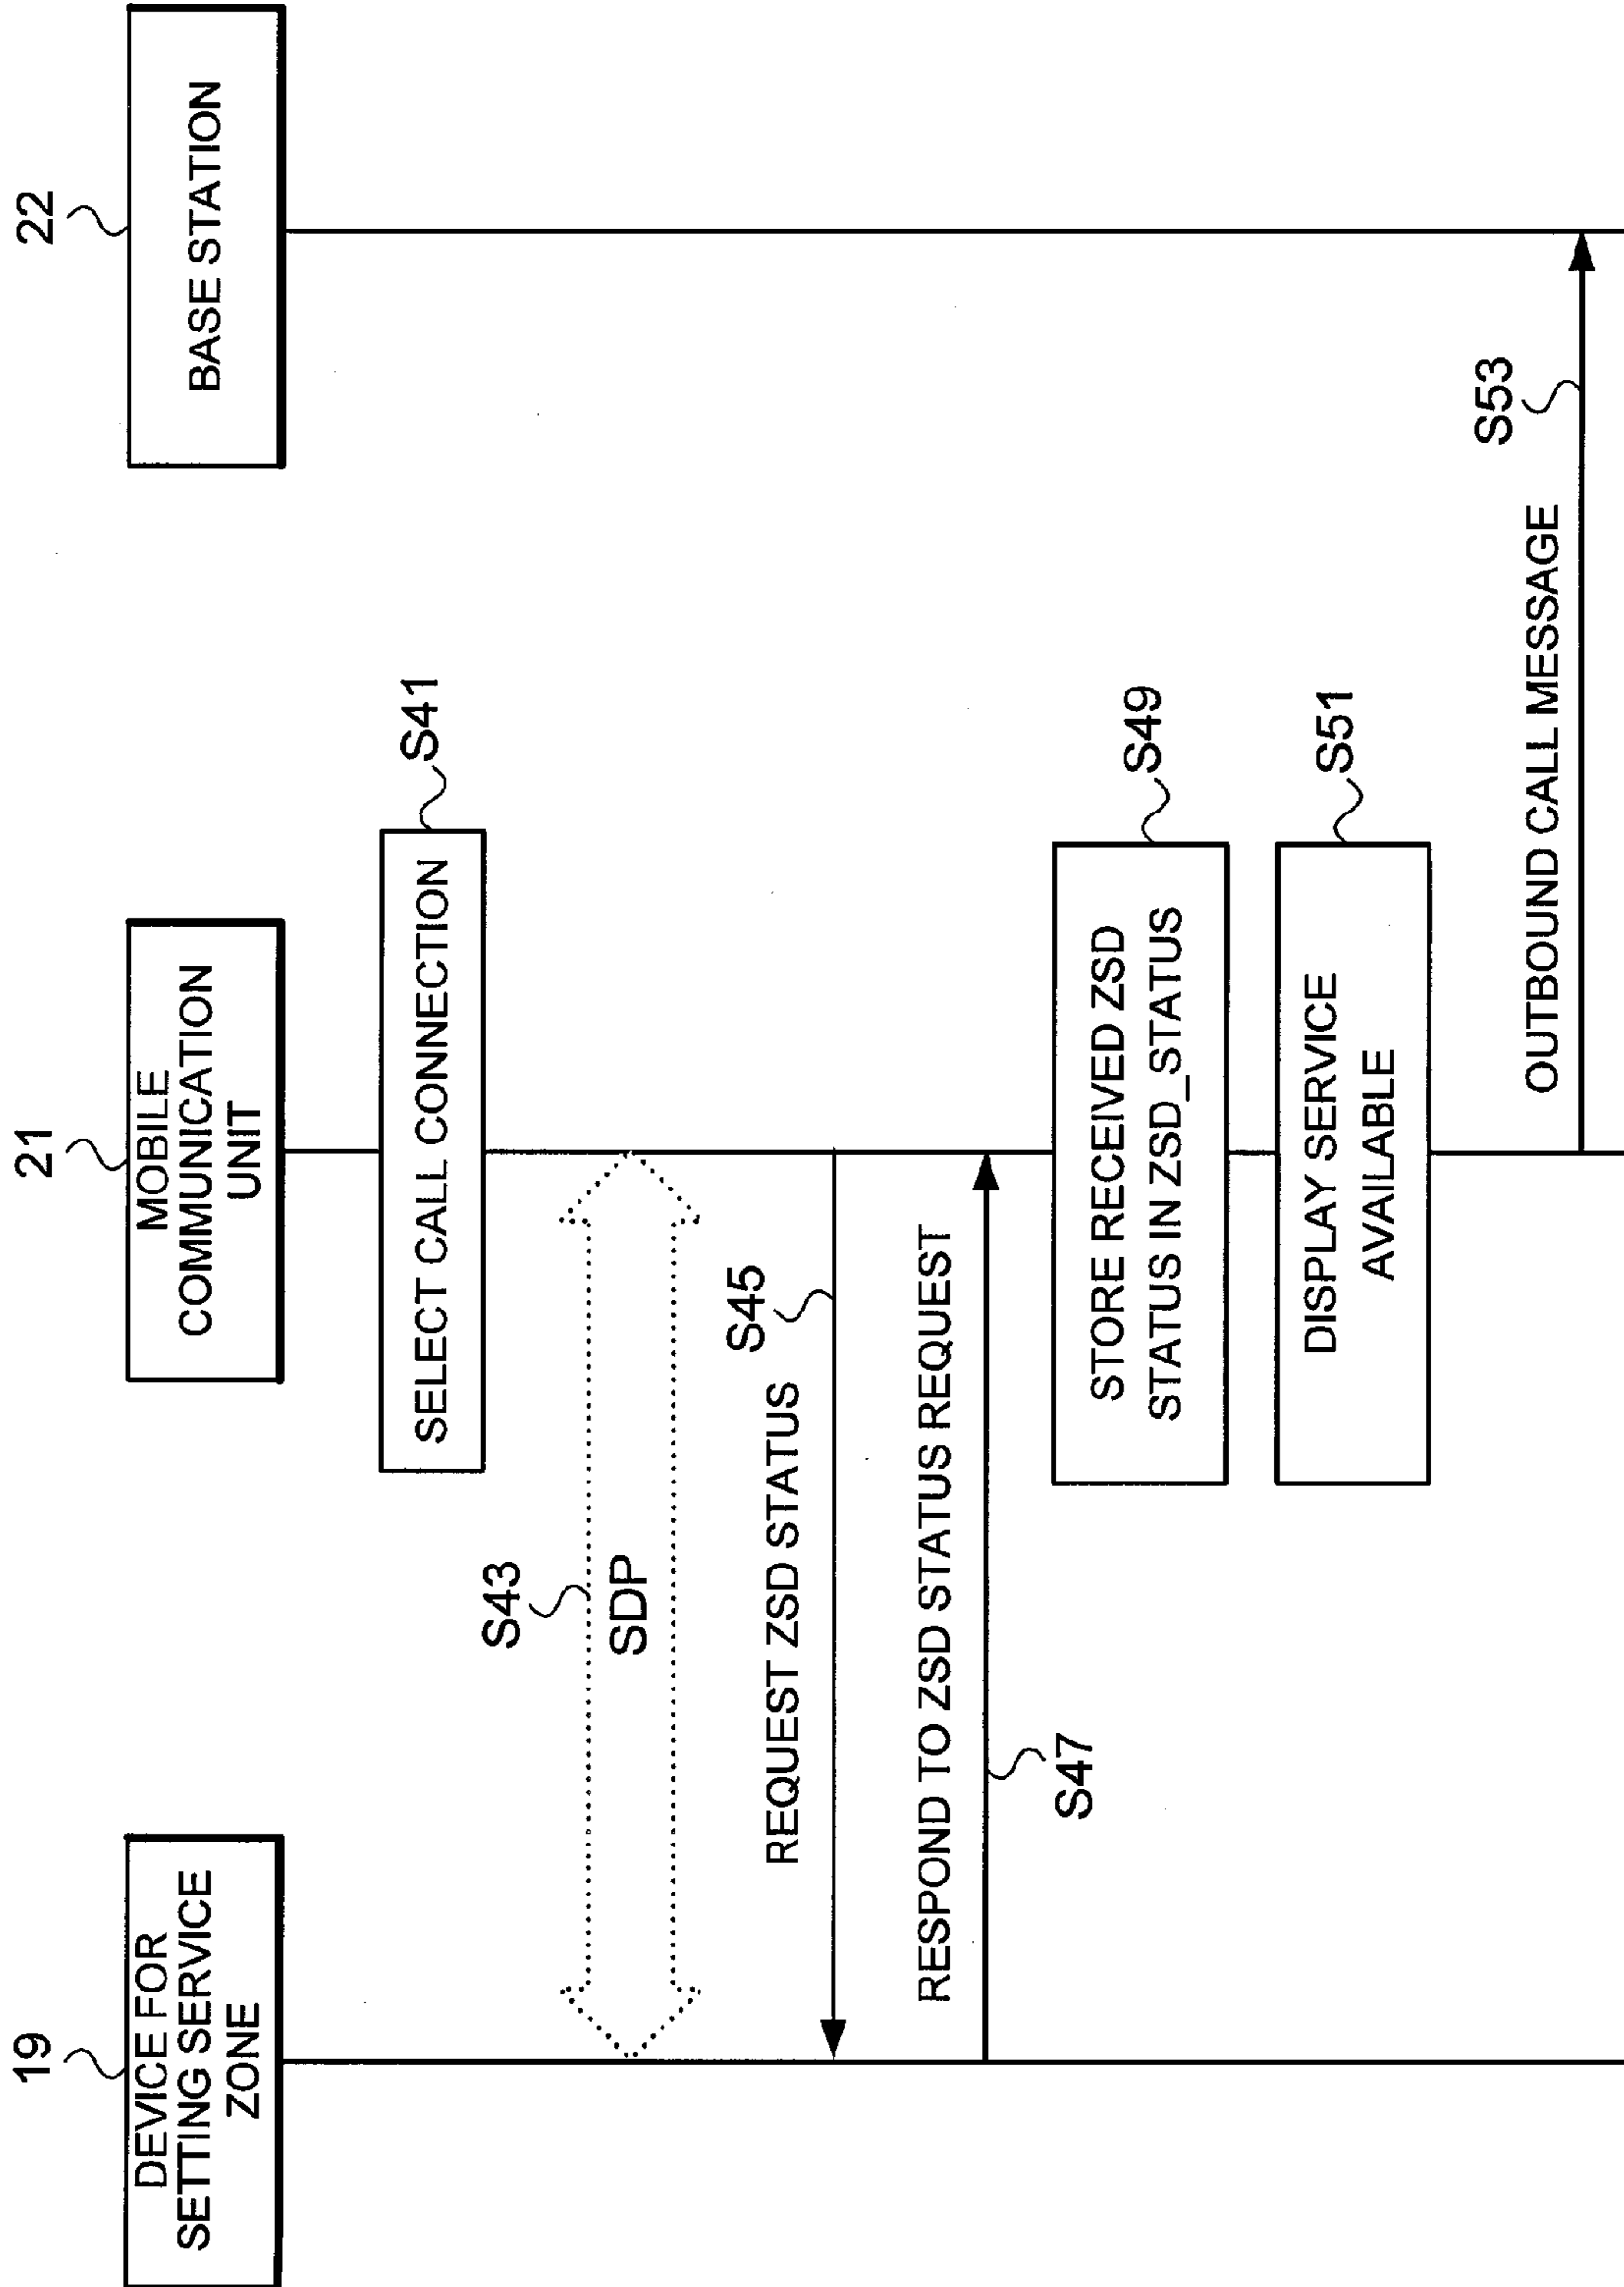 19
DEVICE FOR
SETTING SERVICE
ZONE
21
MOBILE
COMMUNICATION
UNIT
22
BASE STATION
SELECT CALL CONNECTION
S41
S43
SDP
REQUEST ZSD STATUS
S45
RESPOND TO ZSD STATUS REQUEST
S47
STORE RECEIVED ZSD
STATUS IN ZSD_STATUS
S49
DISPLAY SERVICE
AVAILABLE
S51
OUTBOUND CALL MESSAGE
S53